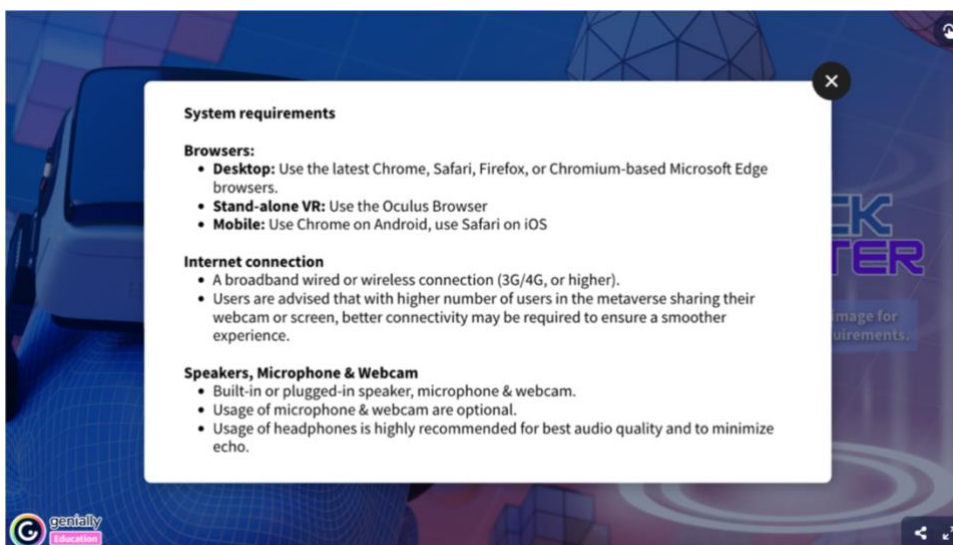 System requirements
Browsers:
• Desktop: Use the latest Chrome, Safari, Firefox, or Chromium-based Microsoft Edge
browsers.
• Stand-alone VR: Use the Oculus Browser
• Mobile: Use Chrome on Android, use Safari on iOS
Internet connection
• A broadband wired or wireless connection (3G/4G, or higher).
• Users are advised that with higher number of users in the metaverse sharing their
webcam or screen, better connectivity may be required to ensure a smoother
experience.
Speakers, Microphone & Webcam
• Built-in or plugged-in speaker, microphone & webcam.
• Usage of microphone & webcam are optional.
• Usage of headphones is highly recommended for best audio quality and to minimize
echo.
CK
TER
mage for
uirements.
genially
Education